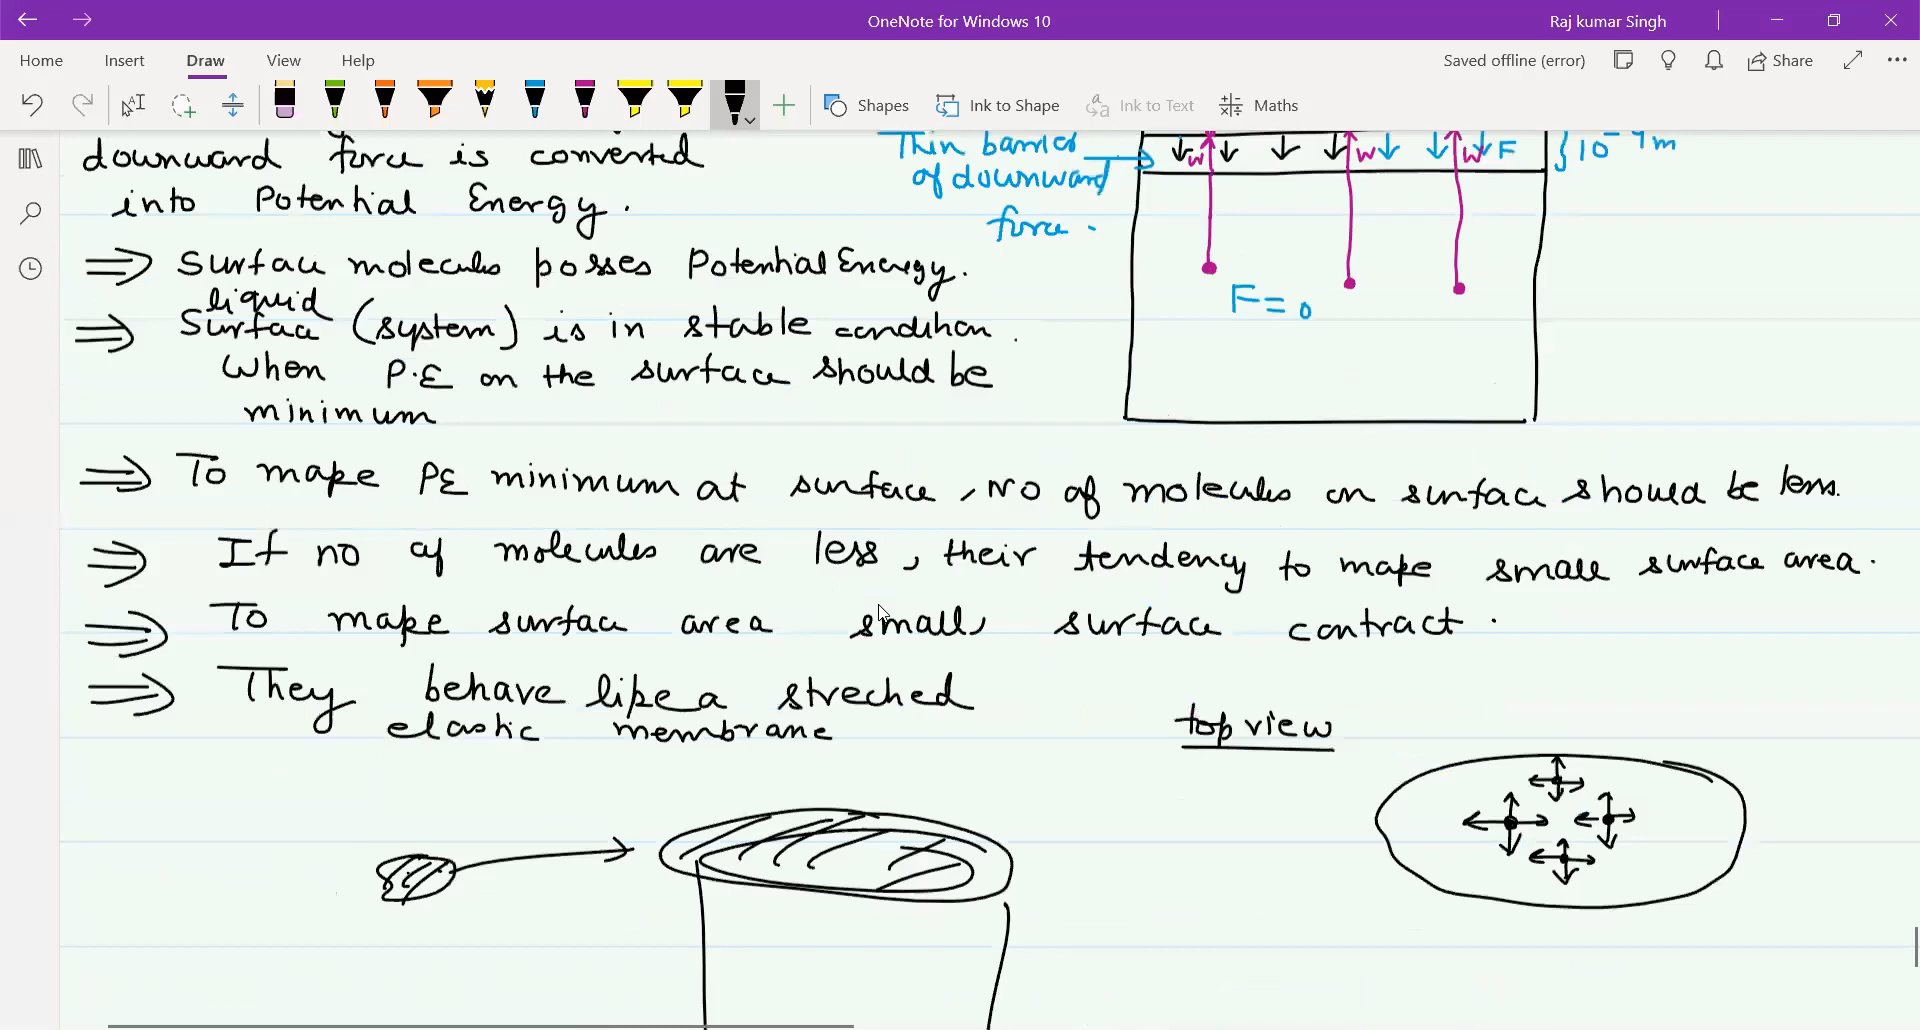 OneNote for Windows 10
Raj kumar Singh
Home Insert Draw View Help
Saved offline (error) Share
Shapes Ink to Shape Ink to Text Maths
downward force is converted
into Potential Energy.
⇒ Surface molecules posses Potential Energy.
liquid
⇒ Surface (system) is in stable condition.
When P.E on the surface should be
minimum
Thin barrier
of downward
force.
W W W F
} 10⁻⁹m
F = 0
⇒ To make PE minimum at surface, No of molecules on surface should be less.
⇒ If no of molecules are less, their tendency to make small surface area.
⇒ To make surface area small, surface contract.
⇒ They behave like a streched
elastic membrane
top view